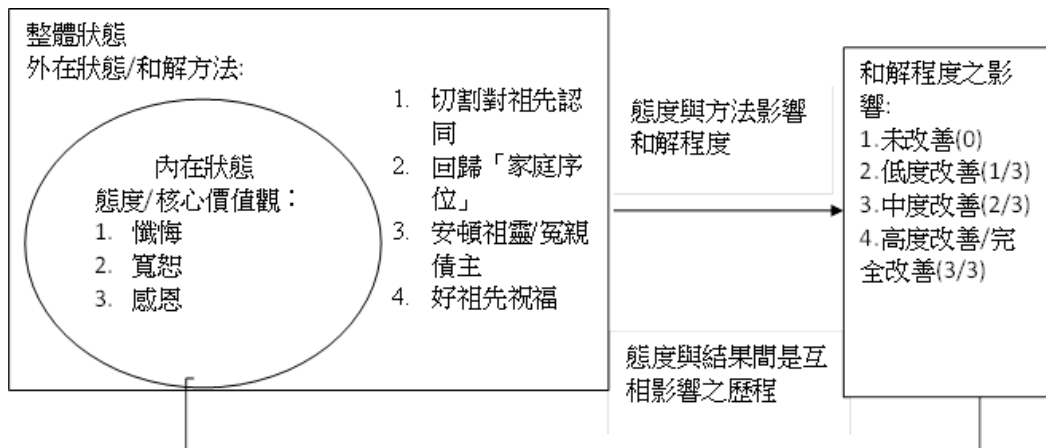 整體狀態
外在狀態/和解方法:
內在狀態
態度/核心價值觀：
1. 懺悔
2. 寬恕
3. 感恩
1. 切割對祖先認
同
2. 回歸「家庭序
位」
3. 安頓祖靈/冤親
債主
4. 好祖先祝福
態度與方法影響
和解程度
態度與結果間是互
相影響之歷程
和解程度之影
響:
1.未改善(0)
2.低度改善(1/3)
3.中度改善(2/3)
4.高度改善/完
全改善(3/3)